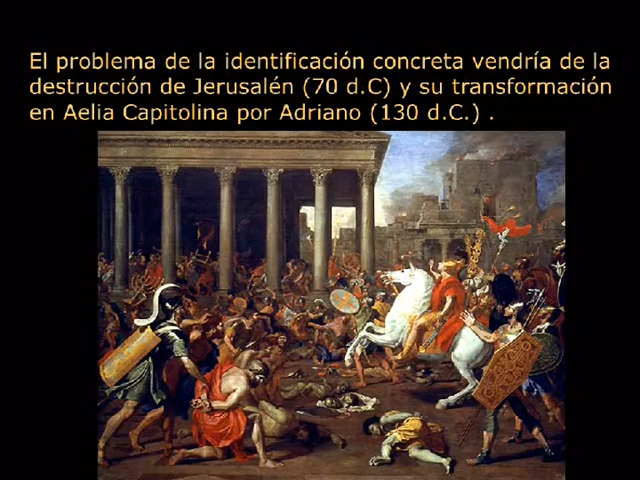 El problema de la identificación concreta vendría de la
destrucción de Jerusalén (70 d.C) y su transformación
en Aelia Capitolina por Adriano (130 d.C.) .